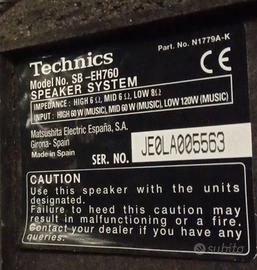 Part No. N1779A-K
Technics
Model No. SB-EH760
SPEAKER SYSTEM
IMPEDANCE : HIGH 6Ω, MID 6Ω, LOW 8Ω
INPUT : HIGH 60W (MUSIC), MID 60W (MUSIC), LOW 120W (MUSIC)
Matsushita Electric España, S.A.
Girona- Spain
Made in Spain
SER. NO.
JE0LA005563
CAUTION
Use this speaker with the units
designated.
Failure to heed this caution may
result in malfunctioning or a fire.
Contact your dealer if you have any
queries.
subito